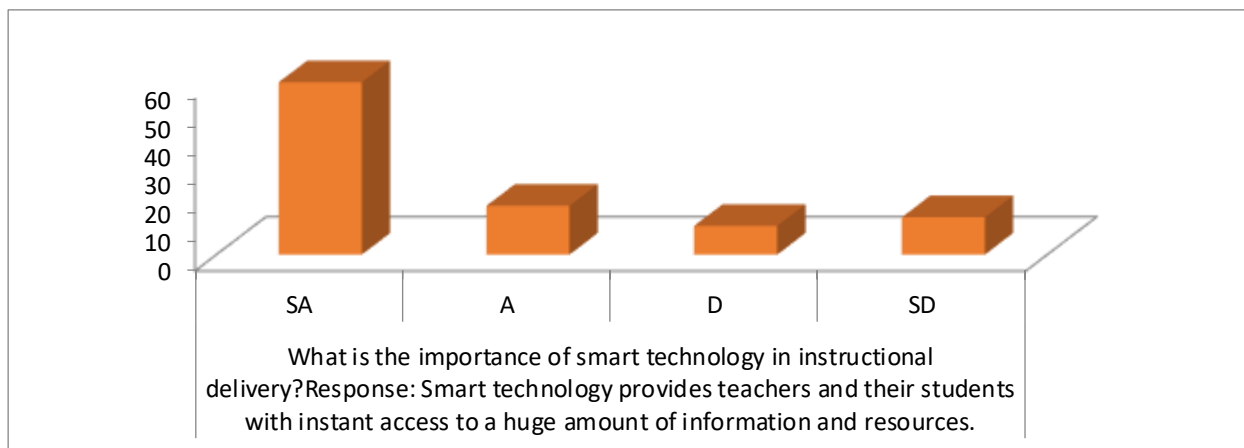 60
50
40
30
20
10
0
SA A D SD
What is the importance of smart technology in instructional
delivery?Response: Smart technology provides teachers and their students
with instant access to a huge amount of information and resources.